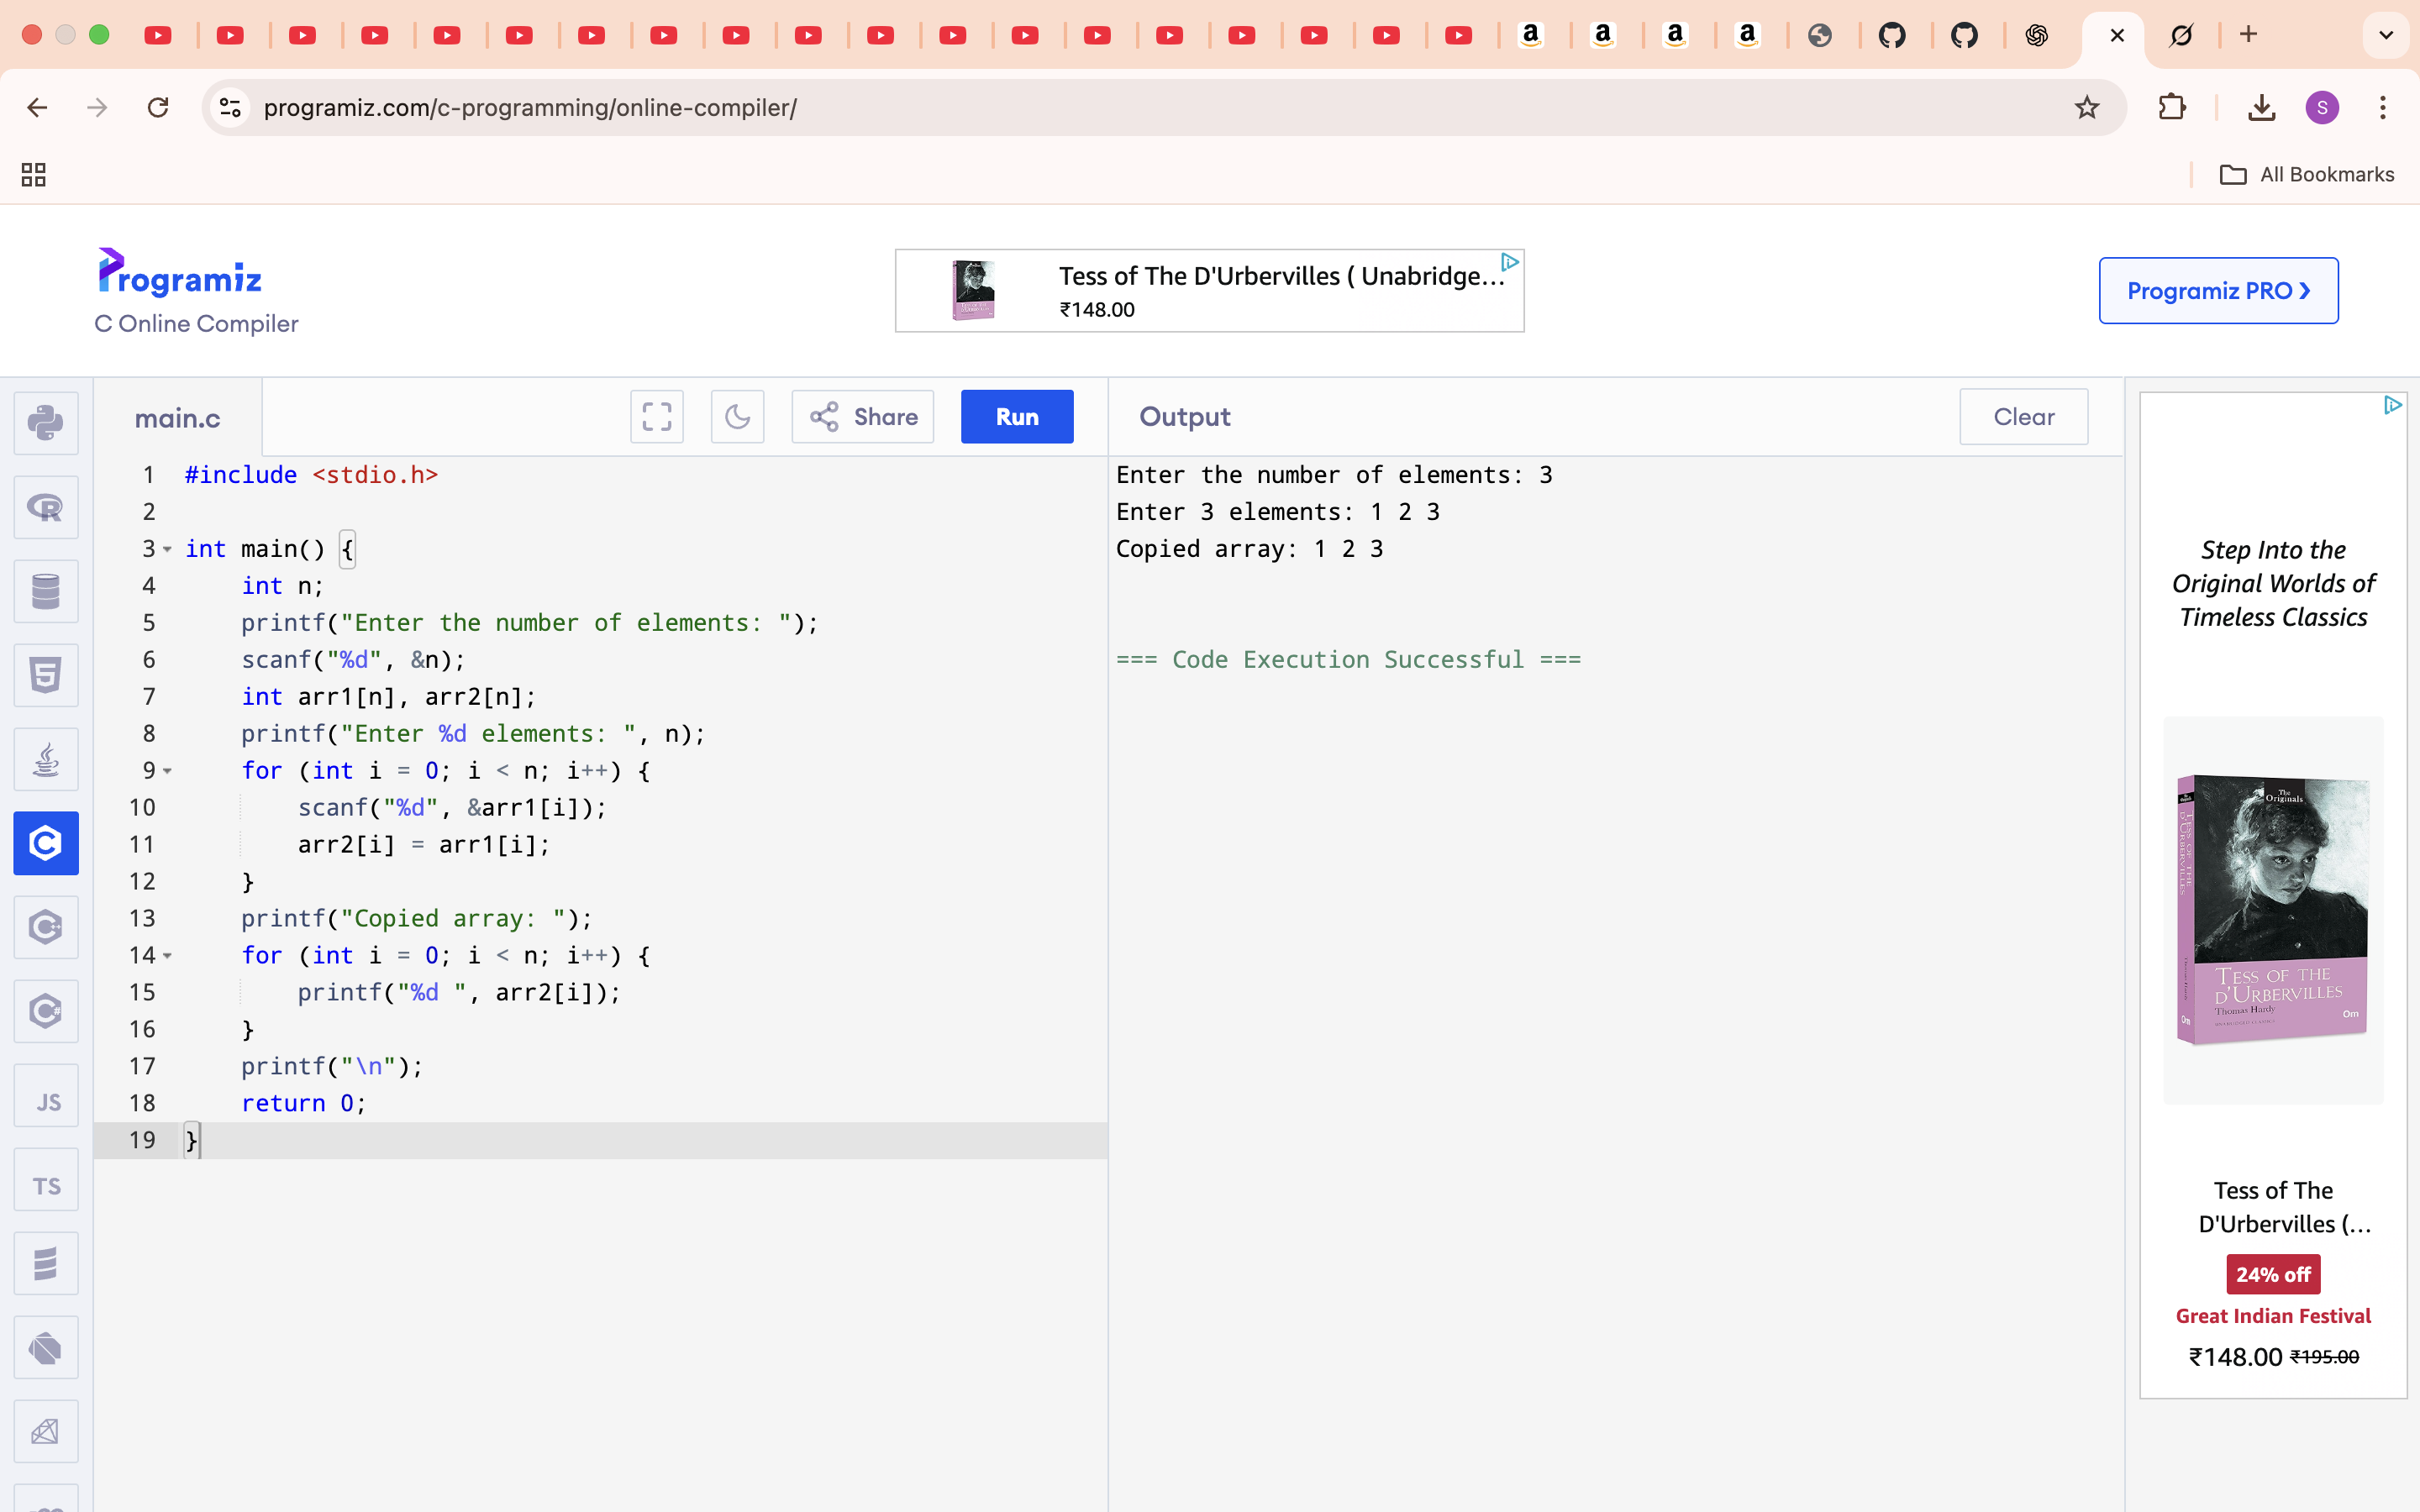 programiz.com/c-programming/online-compiler/
S
All Bookmarks
Programiz
C Online Compiler
Tess of The D'Urbervilles ( Unabridge...
₹148.00
Programiz PRO ❯
main.c
Share
Run
Output
Clear
1 #include <stdio.h>
2
3 int main() {
4     int n;
5     printf("Enter the number of elements: ");
6     scanf("%d", &n);
7     int arr1[n], arr2[n];
8     printf("Enter %d elements: ", n);
9     for (int i = 0; i < n; i++) {
10         scanf("%d", &arr1[i]);
11         arr2[i] = arr1[i];
12     }
13     printf("Copied array: ");
14     for (int i = 0; i < n; i++) {
15         printf("%d ", arr2[i]);
16     }
17     printf("\n");
18     return 0;
19 }
Enter the number of elements: 3
Enter 3 elements: 1 2 3
Copied array: 1 2 3
=== Code Execution Successful ===
JS
TS
Step Into the
Original Worlds of
Timeless Classics
The
Originals
TESS OF THE
D'URBERVILLES
Thomas Hardy
Om
Tess of The
D'Urbervilles (...
24% off
Great Indian Festival
₹148.00 ₹195.00